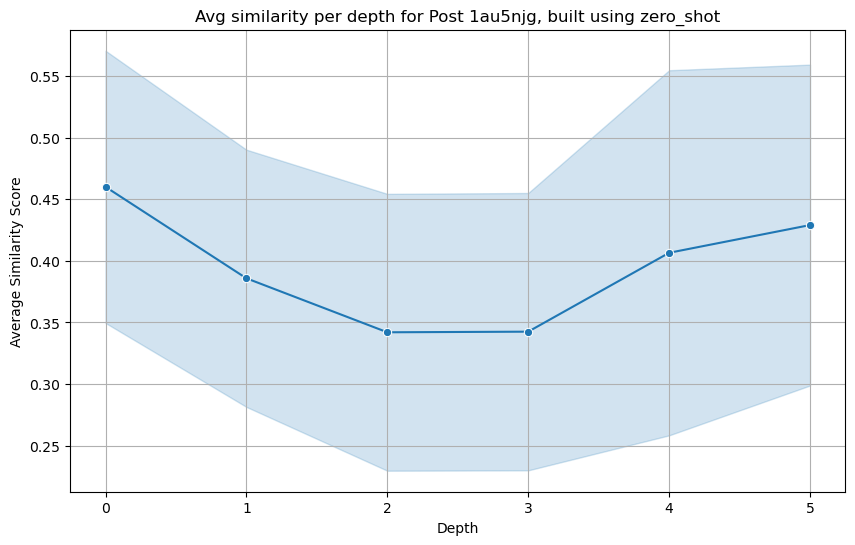 Avg similarity per depth for Post 1au5njg, built using zero_shot
0.55
0.50
0.45
0.40
0.35
0.30
0.25
Average Similarity Score
0 1 2 3 4 5
Depth